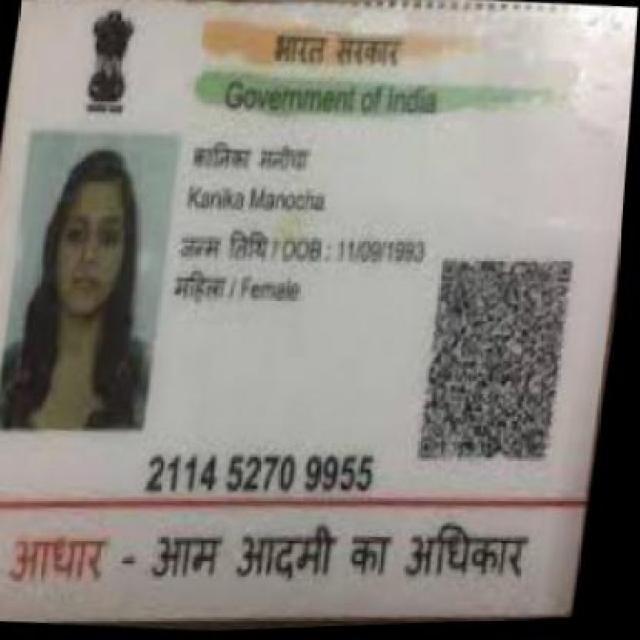 भारत सरकार
Government of India
कानिका मनोचा
Kanika Manocha
जन्म तिथि / DOB : 11/09/1993
महिला / Female
2114 5270 9955
आधार - आम आदमी का अधिकार